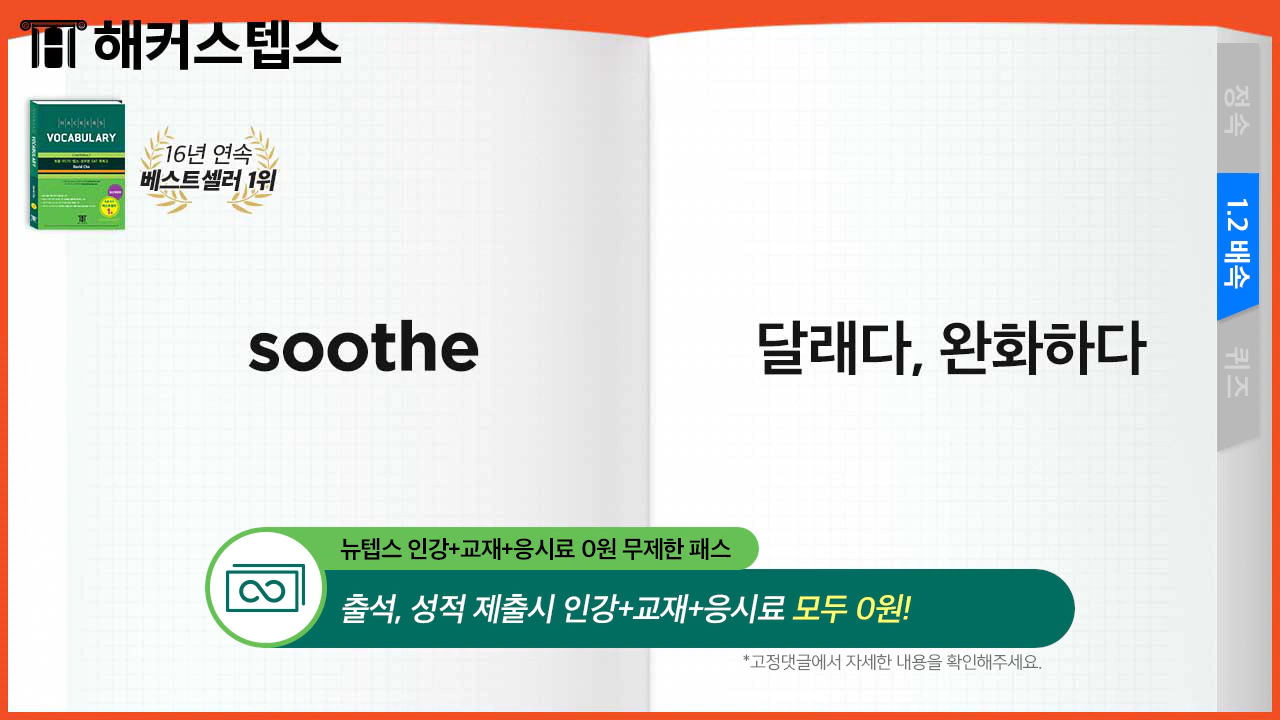 해커스텝스
HACKERS
VOCABULARY
David Cho
VOCABULARY
16년 연속
베스트셀러 1위
정속
1.2 배속
퀴즈
soothe
달래다, 완화하다
뉴텝스 인강+교재+응시료 0원 무제한 패스
출석, 성적 제출시 인강+교재+응시료 모두 0원!
*고정댓글에서 자세한 내용을 확인해주세요.